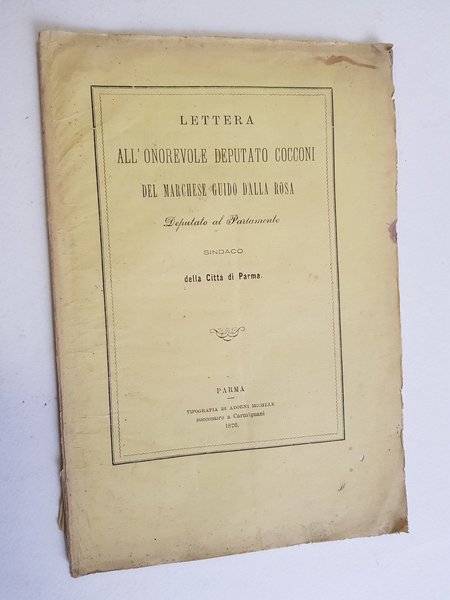 LETTERA
ALL' ONOREVOLE DEPUTATO COCCONI
DEL MARCHESE GUIDO DALLA ROSA
Deputato al Parlamento
SINDACO
della Città di Parma.
PARMA
TIPOGRAFIA DI ADORNI MICHELE
successore a Carmignani
1876.